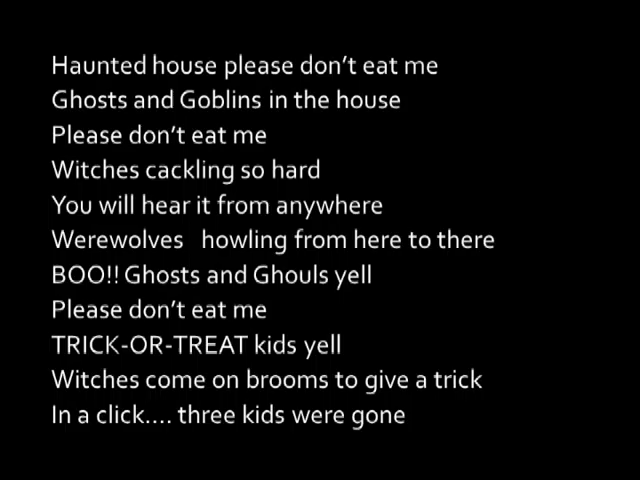 Haunted house please don’t eat me
Ghosts and Goblins in the house
Please don’t eat me
Witches cackling so hard
You will hear it from anywhere
Werewolves   howling from here to there
BOO!! Ghosts and Ghouls yell
Please don’t eat me
TRICK-OR-TREAT kids yell
Witches come on brooms to give a trick
In a click.... three kids were gone